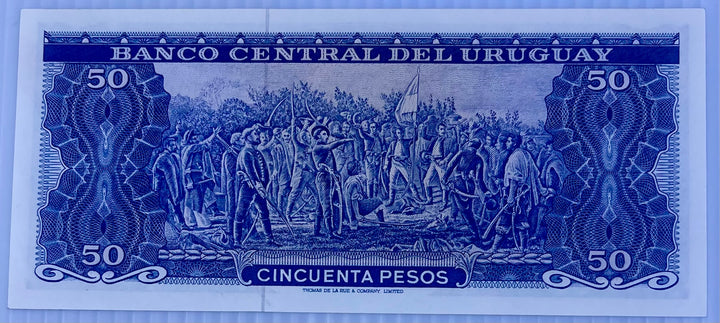 BANCO CENTRAL DEL URUGUAY
50 50
50 50
CINCUENTA PESOS
THOMAS DE LA RUE & COMPANY, LIMITED